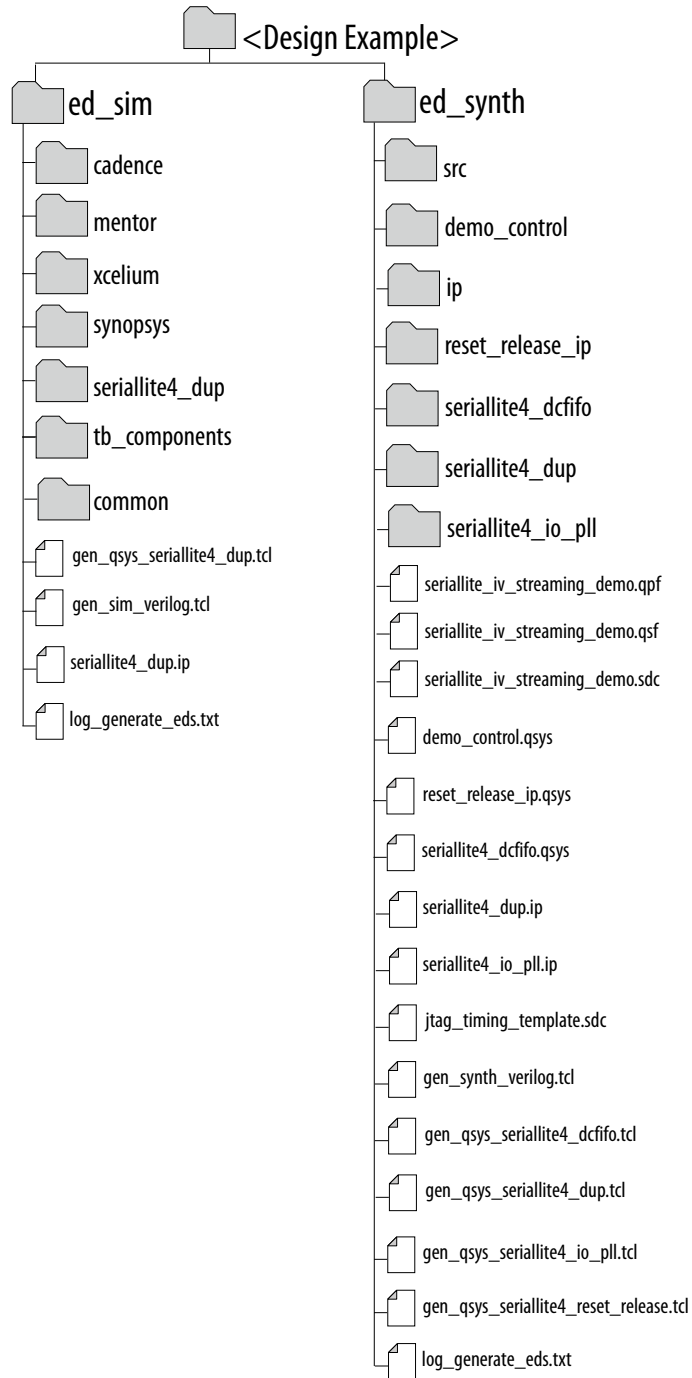 <Design Example>
ed_sim
cadence
mentor
xcelium
synopsys
seriallite4_dup
tb_components
common
gen_qsys_seriallite4_dup.tcl
gen_sim_verilog.tcl
seriallite4_dup.ip
log_generate_eds.txt
ed_synth
src
demo_control
ip
reset_release_ip
seriallite4_dcfifo
seriallite4_dup
seriallite4_io_pll
seriallite_iv_streaming_demo.qpf
seriallite_iv_streaming_demo.qsf
seriallite_iv_streaming_demo.sdc
demo_control.qsys
reset_release_ip.qsys
seriallite4_dcfifo.qsys
seriallite4_dup.ip
seriallite4_io_pll.ip
jtag_timing_template.sdc
gen_synth_verilog.tcl
gen_qsys_seriallite4_dcfifo.tcl
gen_qsys_seriallite4_dup.tcl
gen_qsys_seriallite4_io_pll.tcl
gen_qsys_seriallite4_reset_release.tcl
log_generate_eds.txt